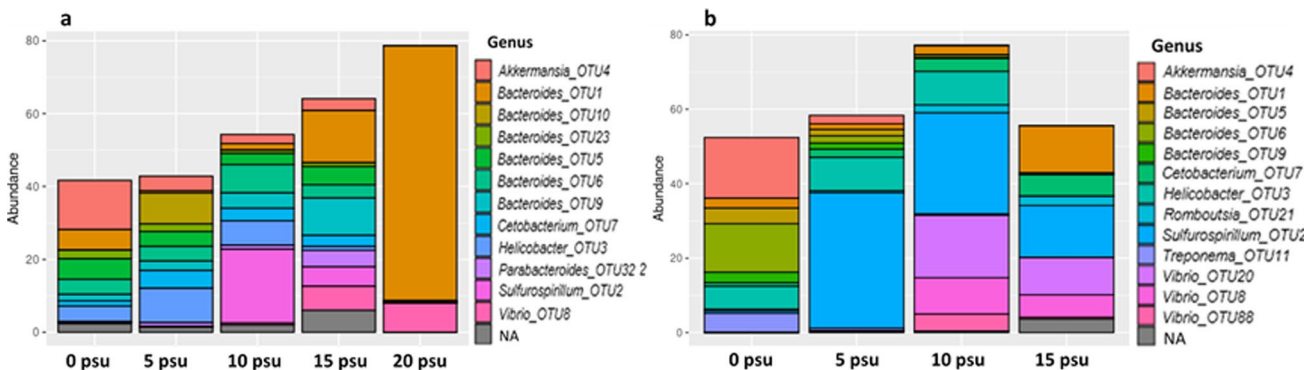 a
Abundance
80
60
40
20
0
0 psu 5 psu 10 psu 15 psu 20 psu
Genus
Akkermansia_OTU4
Bacteroides_OTU1
Bacteroides_OTU10
Bacteroides_OTU23
Bacteroides_OTU5
Bacteroides_OTU6
Bacteroides_OTU9
Cetobacterium_OTU7
Helicobacter_OTU3
Parabacteroides_OTU32 2
Sulfurospirillum_OTU2
Vibrio_OTU8
NA
b
Abundance
80
60
40
20
0
0 psu 5 psu 10 psu 15 psu
Genus
Akkermansia_OTU4
Bacteroides_OTU1
Bacteroides_OTU5
Bacteroides_OTU6
Bacteroides_OTU9
Cetobacterium_OTU7
Helicobacter_OTU3
Romboutsia_OTU21
Sulfurospirillum_OTU2
Treponema_OTU11
Vibrio_OTU20
Vibrio_OTU8
Vibrio_OTU88
NA